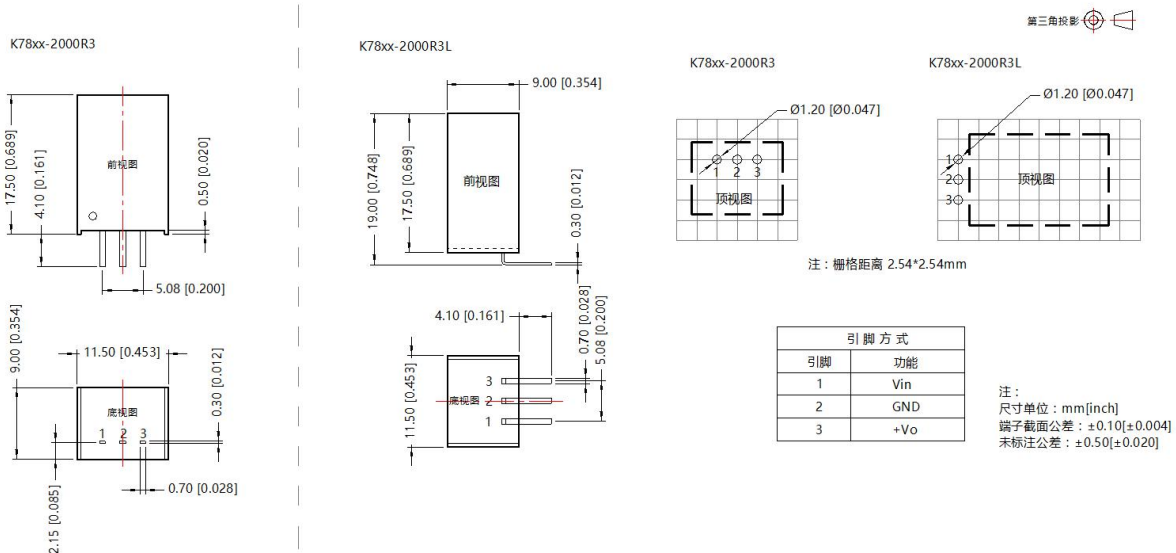 第三角投影
K78xx-2000R3
K78xx-2000R3L
K78xx-2000R3
K78xx-2000R3L
17.50 [0.689]
4.10 [0.161]
前视图
0.50 [0.020]
5.08 [0.200]
9.00 [0.354]
19.00 [0.748]
17.50 [0.689]
前视图
0.30 [0.012]
Ø1.20 [Ø0.047]
1 2 3
顶视图
Ø1.20 [Ø0.047]
1
2
3
顶视图
注：栅格距离 2.54*2.54mm
9.00 [0.354]
11.50 [0.453]
0.30 [0.012]
底视图
1 2 3
2.15 [0.085]
0.70 [0.028]
4.10 [0.161]
0.70 [0.028]
5.08 [0.200]
11.50 [0.453]
底视图
3
2
1
引脚方式
引脚 功能
1 Vin
2 GND
3 +Vo
注：
尺寸单位：mm[inch]
端子截面公差：±0.10[±0.004]
未标注公差：±0.50[±0.020]